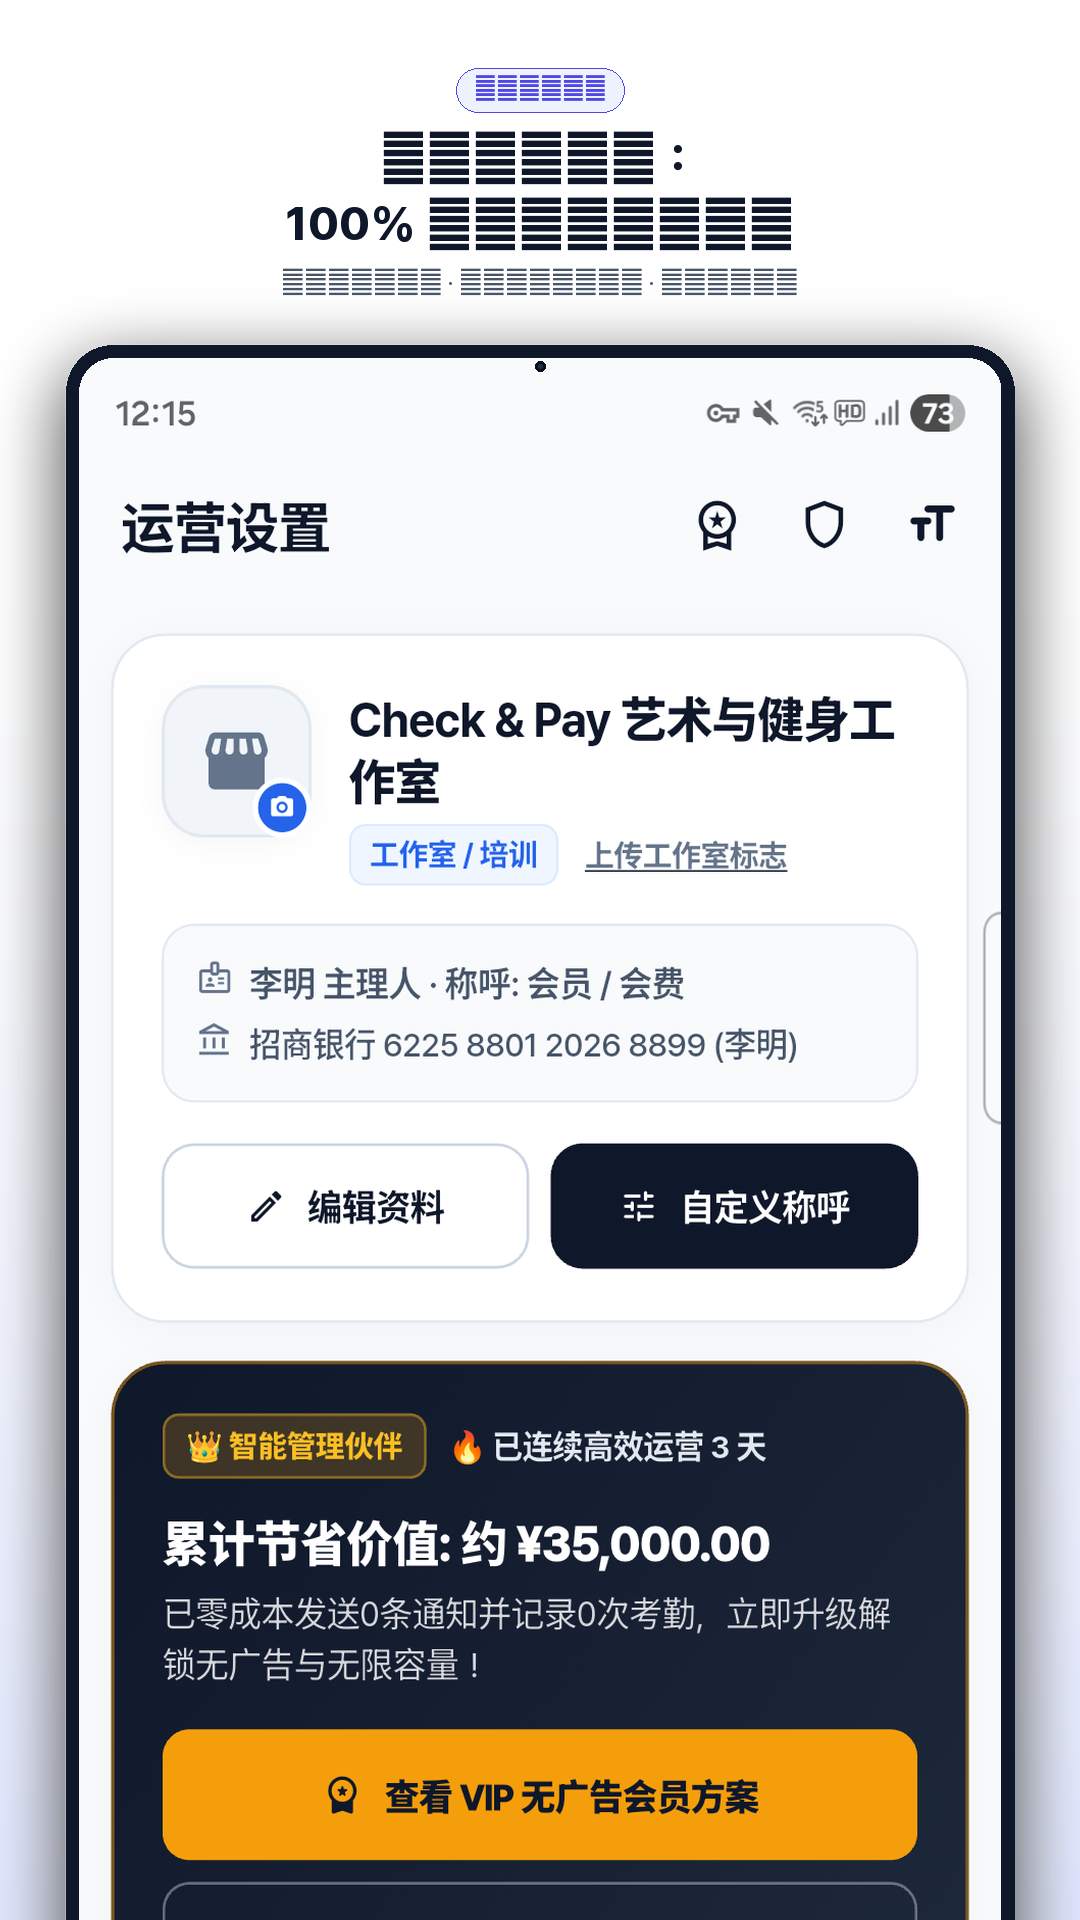 :
100%
12:15
HD
73
运营设置
Check & Pay 艺术与健身工
作室
工作室 / 培训 上传工作室标志
李明 主理人 · 称呼: 会员 / 会费
招商银行 6225 8801 2026 8899 (李明)
编辑资料 自定义称呼
智能管理伙伴 已连续高效运营 3 天
累计节省价值: 约 ¥35,000.00
已零成本发送0条通知并记录0次考勤，立即升级解
锁无广告与无限容量！
查看 VIP 无广告会员方案